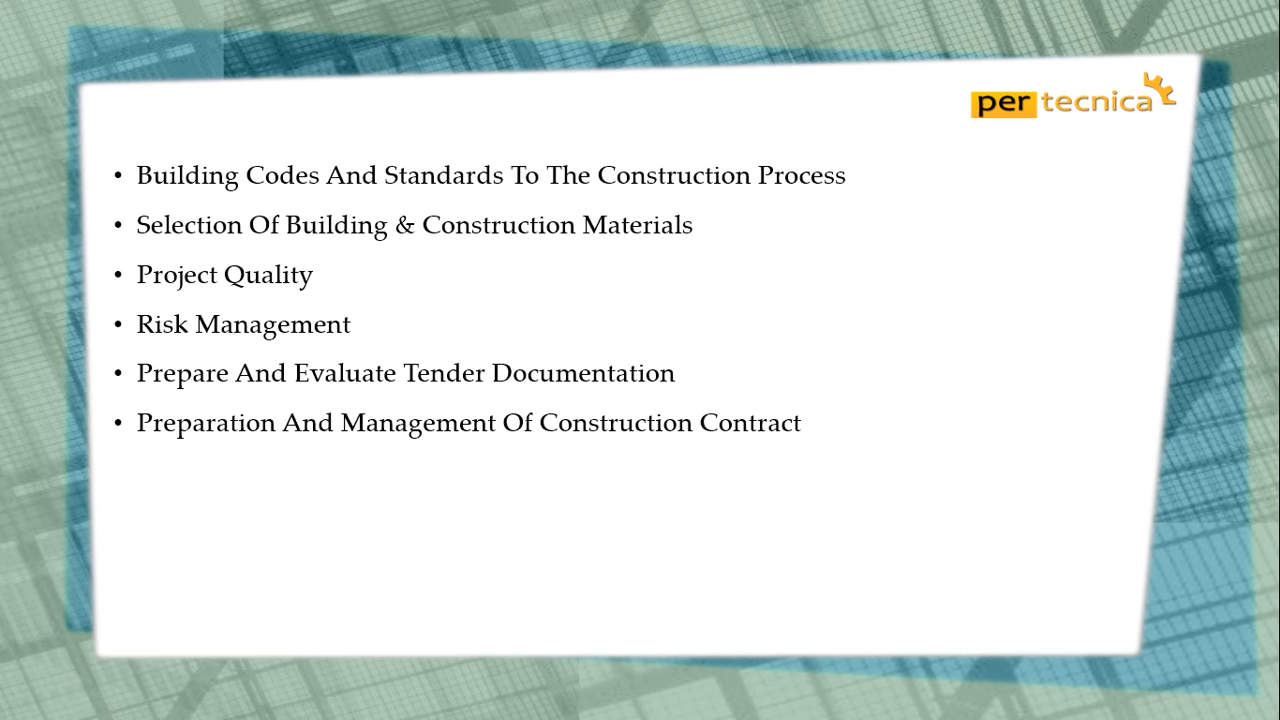 per tecnica
• Building Codes And Standards To The Construction Process
• Selection Of Building & Construction Materials
• Project Quality
• Risk Management
• Prepare And Evaluate Tender Documentation
• Preparation And Management Of Construction Contract